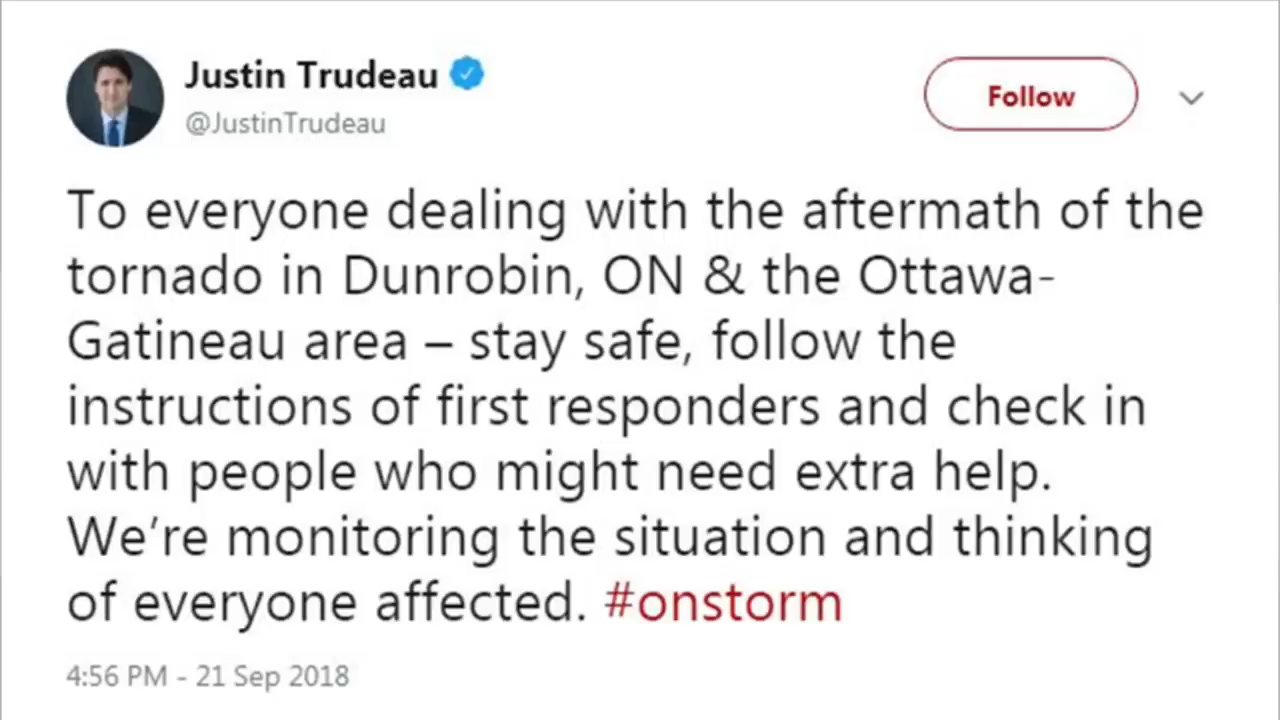 Justin Trudeau
@JustinTrudeau
Follow
To everyone dealing with the aftermath of the
tornado in Dunrobin, ON & the Ottawa-
Gatineau area – stay safe, follow the
instructions of first responders and check in
with people who might need extra help.
We’re monitoring the situation and thinking
of everyone affected. #onstorm
4:56 PM - 21 Sep 2018